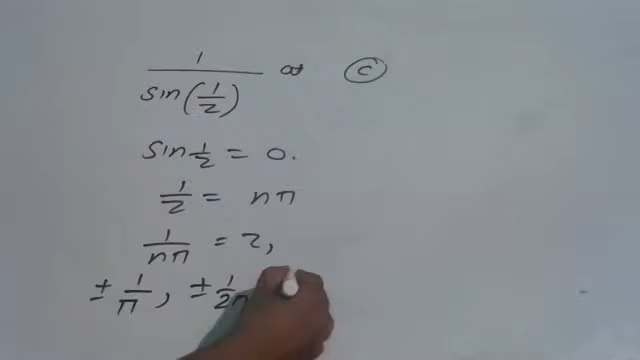 1/sin(1/z) at ⓒ
sin 1/z = 0.
1/z = nπ
1/nπ = z,
± 1/π, ± 1/2π